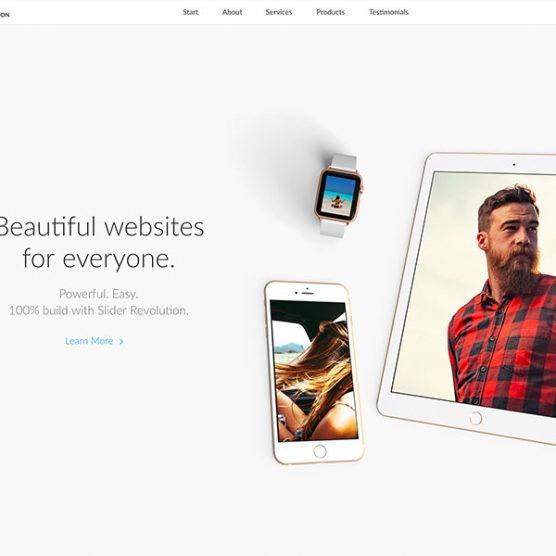 ON
Start About Services Products Testimonials
Beautiful websites
for everyone.
Powerful. Easy.
100% build with Slider Revolution.
Learn More